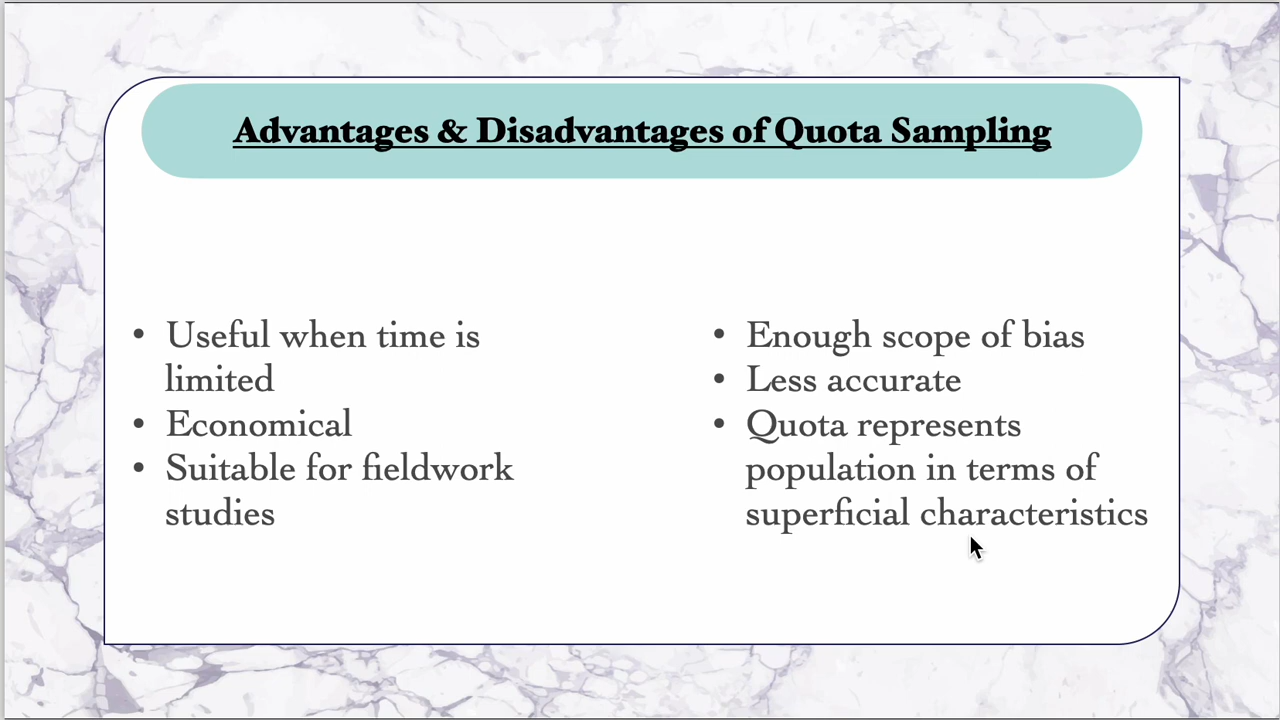 Advantages & Disadvantages of Quota Sampling
• Useful when time is
limited
• Economical
• Suitable for fieldwork
studies
• Enough scope of bias
• Less accurate
• Quota represents
population in terms of
superficial characteristics